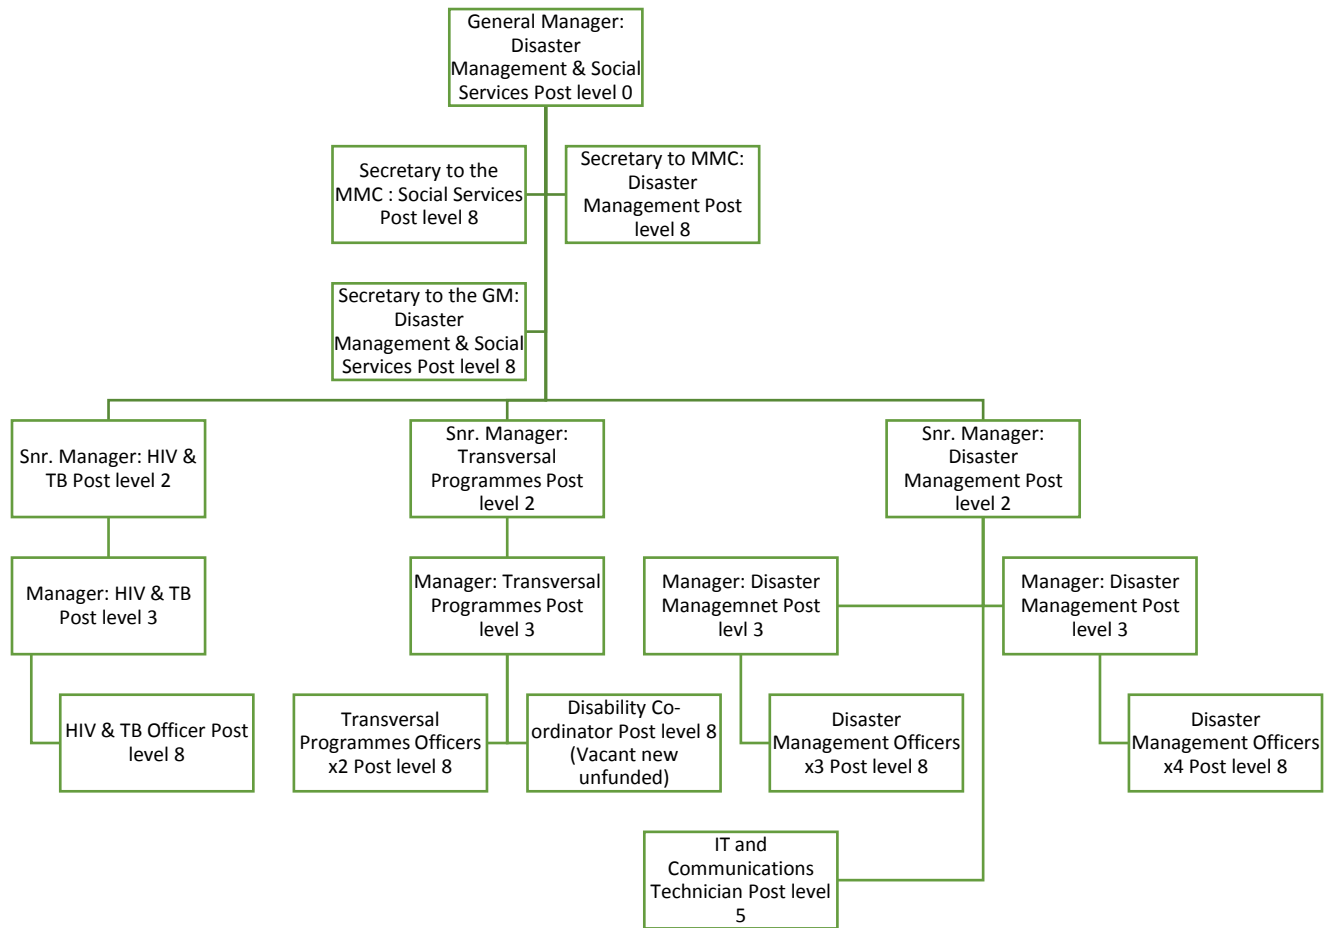 General Manager:
Disaster
Management & Social
Services Post level 0
Secretary to the
MMC : Social Services
Post level 8
Secretary to MMC:
Disaster
Management Post
level 8
Secretary to the GM:
Disaster
Management & Social
Services Post level 8
Snr. Manager: HIV &
TB Post level 2
Snr. Manager:
Transversal
Programmes Post
level 2
Snr. Manager:
Disaster
Management Post
level 2
Manager: HIV & TB
Post level 3
Manager: Transversal
Programmes Post
level 3
Manager: Disaster
Managemnet Post
levl 3
Manager: Disaster
Management Post
level 3
HIV & TB Officer Post
level 8
Transversal
Programmes Officers
x2 Post level 8
Disability Co-
ordinator Post level 8
(Vacant new
unfunded)
Disaster
Management Officers
x3 Post level 8
Disaster
Management Officers
x4 Post level 8
IT and
Communications
Technician Post level
5